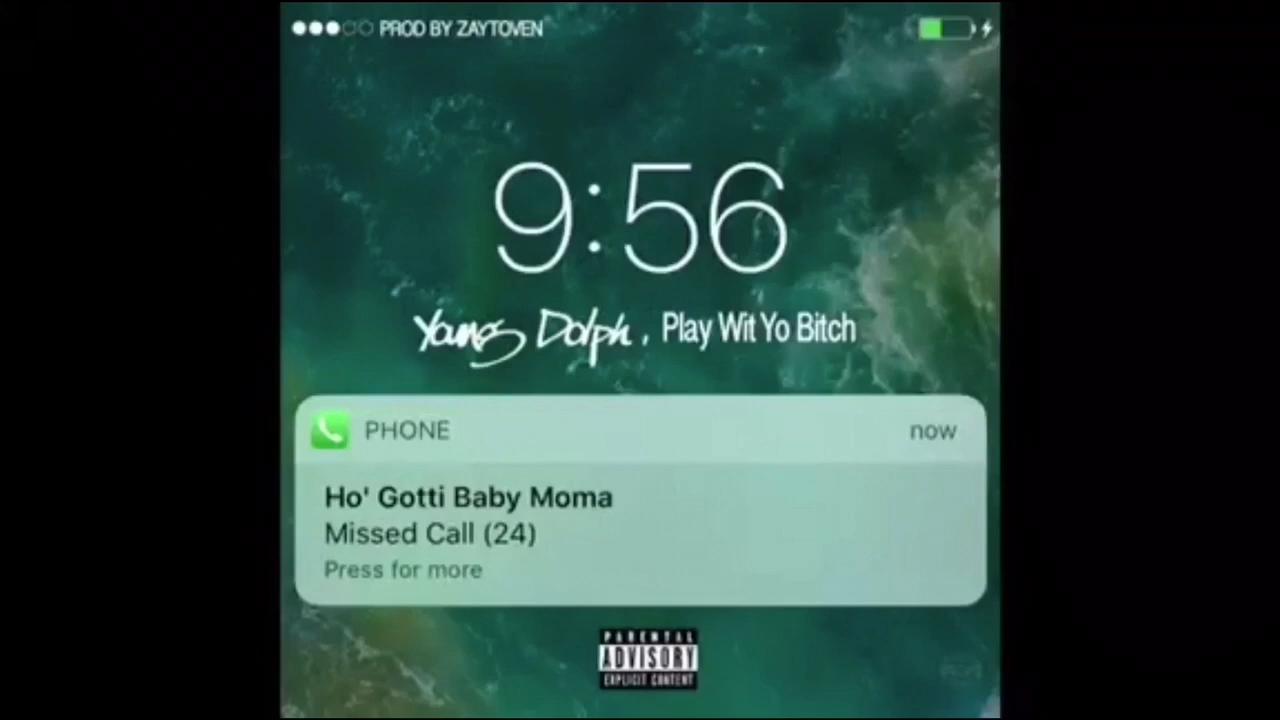 PROD BY ZAYTOVEN
9:56
Young Dolph, Play Wit Yo Bitch
PHONE now
Ho' Gotti Baby Moma
Missed Call (24)
Press for more
PARENTAL
ADVISORY
EXPLICIT CONTENT